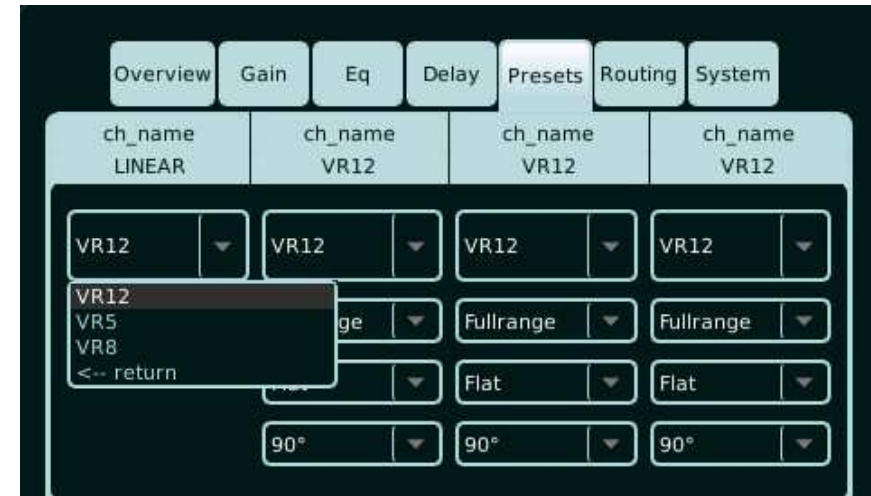 Overview Gain Eq Delay Presets Routing System
ch_name ch_name ch_name ch_name
LINEAR VR12 VR12 VR12
VR12 VR12 VR12 VR12
VR12
VR5
VR8
<-- return
ge Fullrange Fullrange
Flat Flat
90° 90° 90°